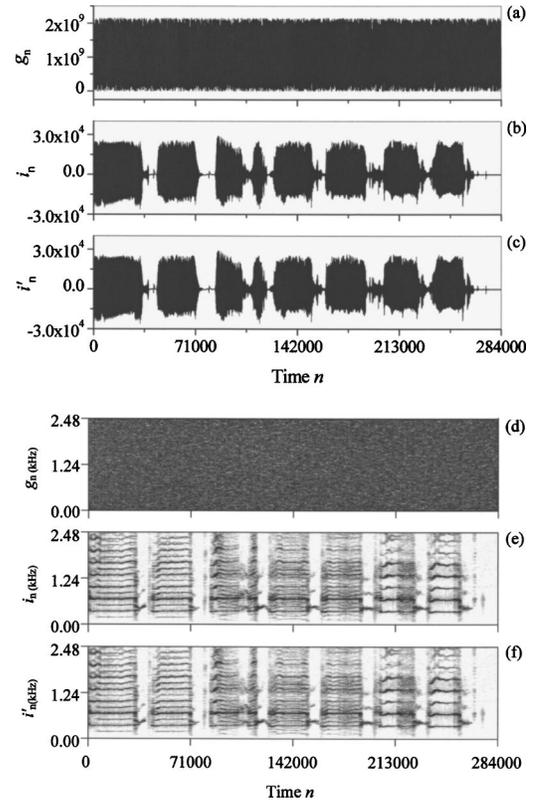 (a)
2x10⁹
1x10⁹
0
gₙ
(b)
3.0x10⁴
0.0
-3.0x10⁴
iₙ
(c)
3.0x10⁴
0.0
-3.0x10⁴
i'ₙ
0 71000 142000 213000 284000
Time n
(d)
2.48
1.24
0.00
gₙ (kHz)
(e)
2.48
1.24
0.00
iₙ (kHz)
(f)
2.48
1.24
0.00
i'ₙ(kHz)
0 71000 142000 213000 284000
Time n